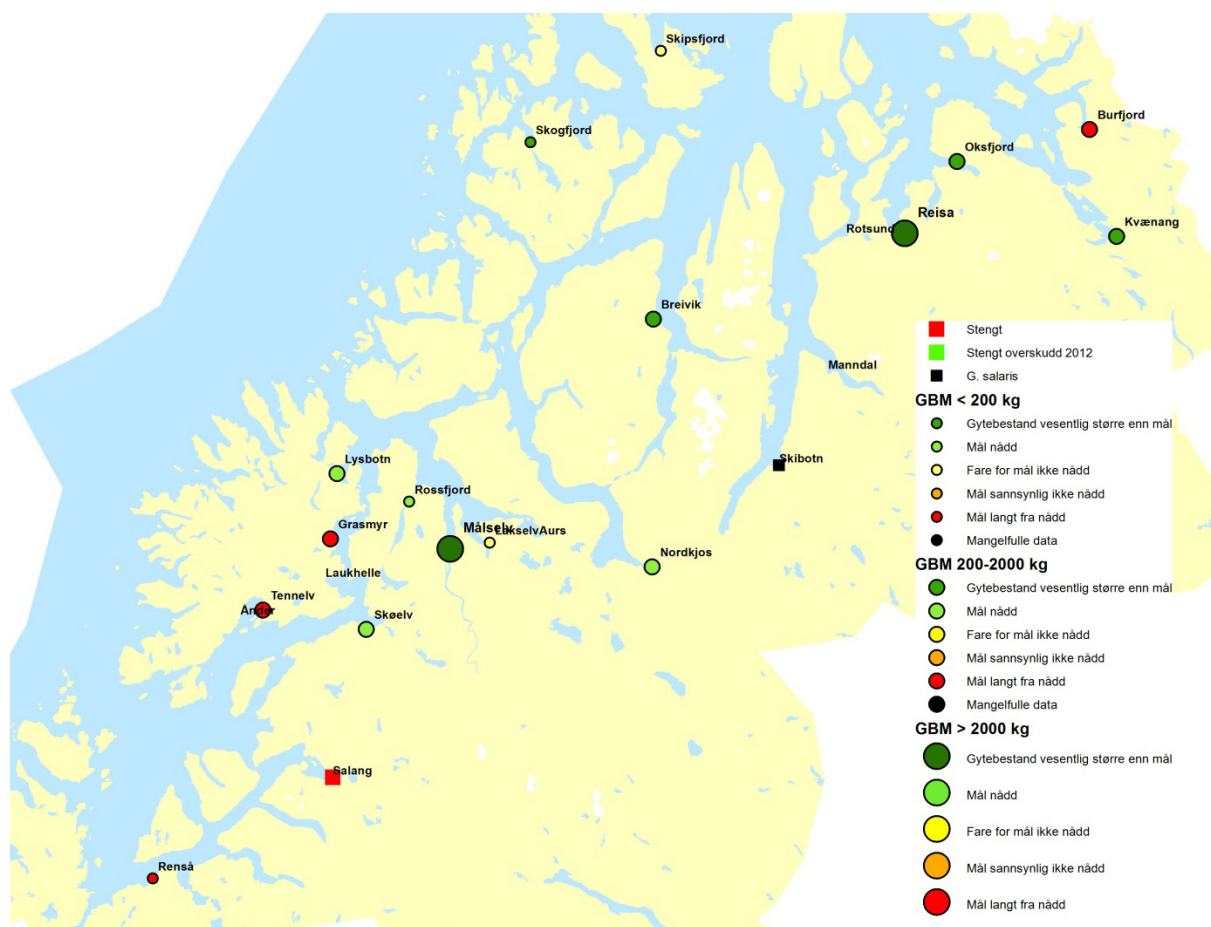 Skipsfjord
Burfjord
Skogfjord
Oksfjord
Reisa
Kvænang
Rotsund
Breivik
Manndal
Lysbotn
Skibotn
Rossfjord
Grasmyr
Målselv
LakselvAurs
Nordkjos
Laukhelle
Tennelv
Ånder
Skøelv
Salang
Renså
Stengt
Stengt overskudd 2012
G. salaris
GBM < 200 kg
Gytebestand vesentlig større enn mål
Mål nådd
Fare for mål ikke nådd
Mål sannsynlig ikke nådd
Mål langt fra nådd
Mangelfulle data
GBM 200-2000 kg
Gytebestand vesentlig større enn mål
Mål nådd
Fare for mål ikke nådd
Mål sannsynlig ikke nådd
Mål langt fra nådd
Mangelfulle data
GBM > 2000 kg
Gytebestand vesentlig større enn mål
Mål nådd
Fare for mål ikke nådd
Mål sannsynlig ikke nådd
Mål langt fra nådd